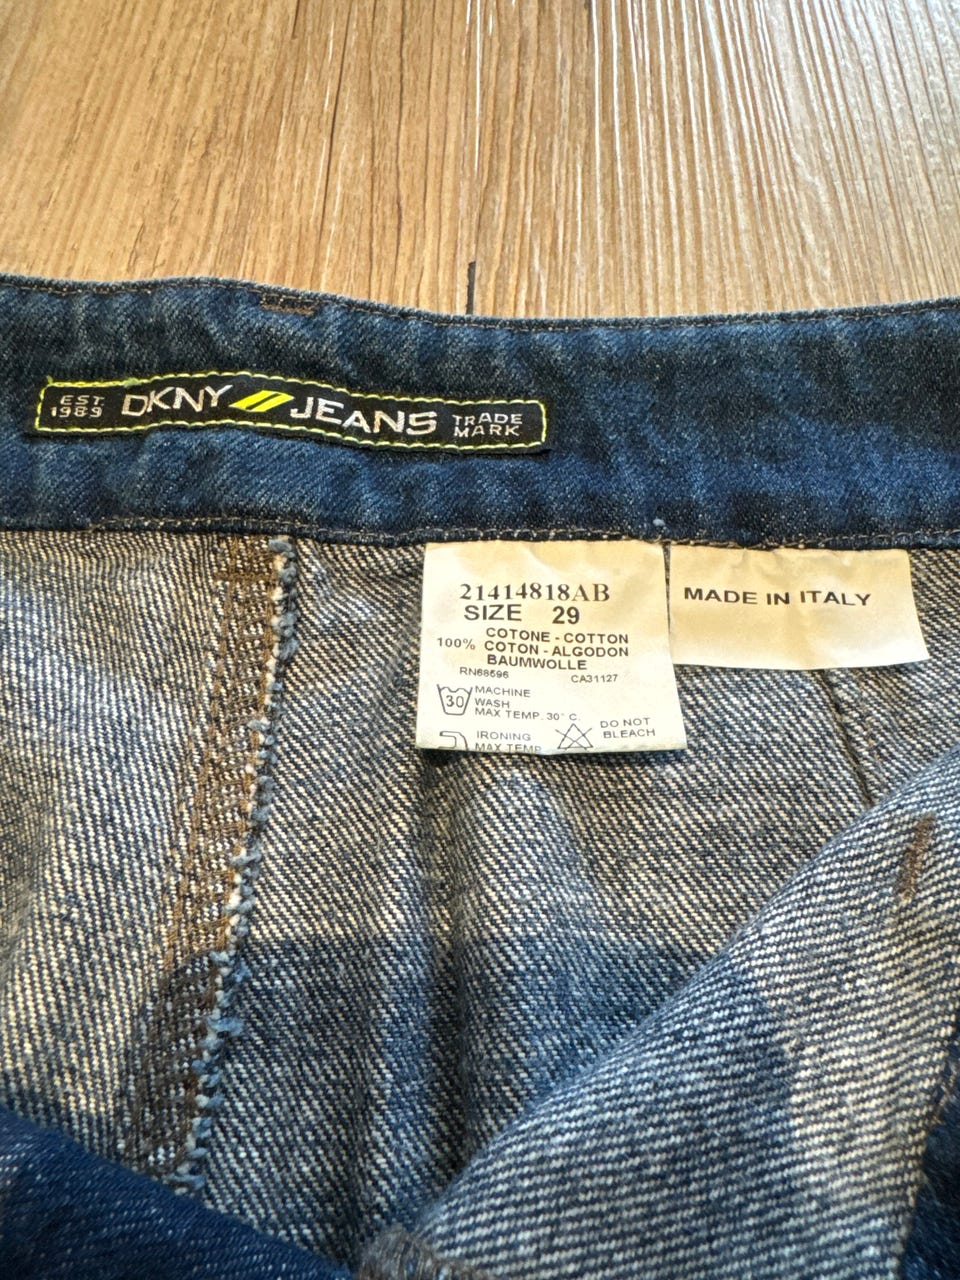 EST. 1989 DKNY JEANS TRADE MARK
21414818AB
SIZE 29
COTONE - COTTON
100% COTON - ALGODON
BAUMWOLLE
RN68596 CA31127
30 MACHINE
WASH
MAX TEMP. 30° C.
DO NOT
BLEACH
IRONING
MAX TEMP
MADE IN ITALY